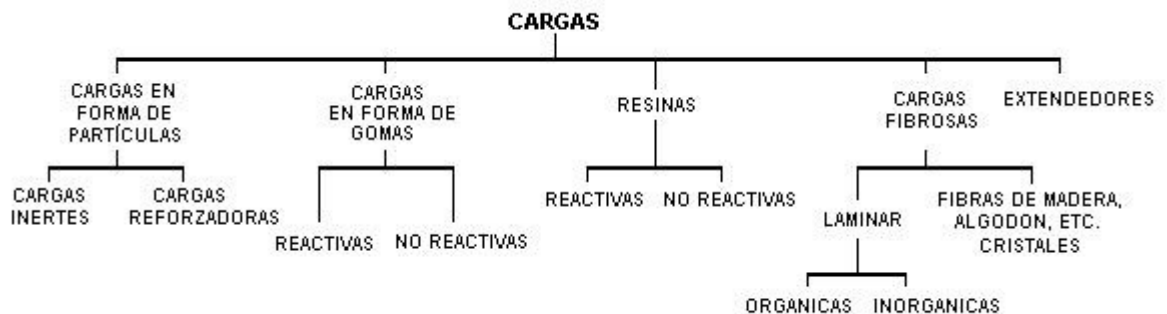 CARGAS
CARGAS EN
FORMA DE
PARTÍCULAS
CARGAS
EN FORMA DE
GOMAS
RESINAS
CARGAS
FIBROSAS
EXTENDEDORES
CARGAS
INERTES
CARGAS
REFORZADORAS
REACTIVAS
NO REACTIVAS
REACTIVAS
NO REACTIVAS
LAMINAR
FIBRAS DE MADERA,
ALGODON, ETC.
CRISTALES
ORGANICAS
INORGANICAS